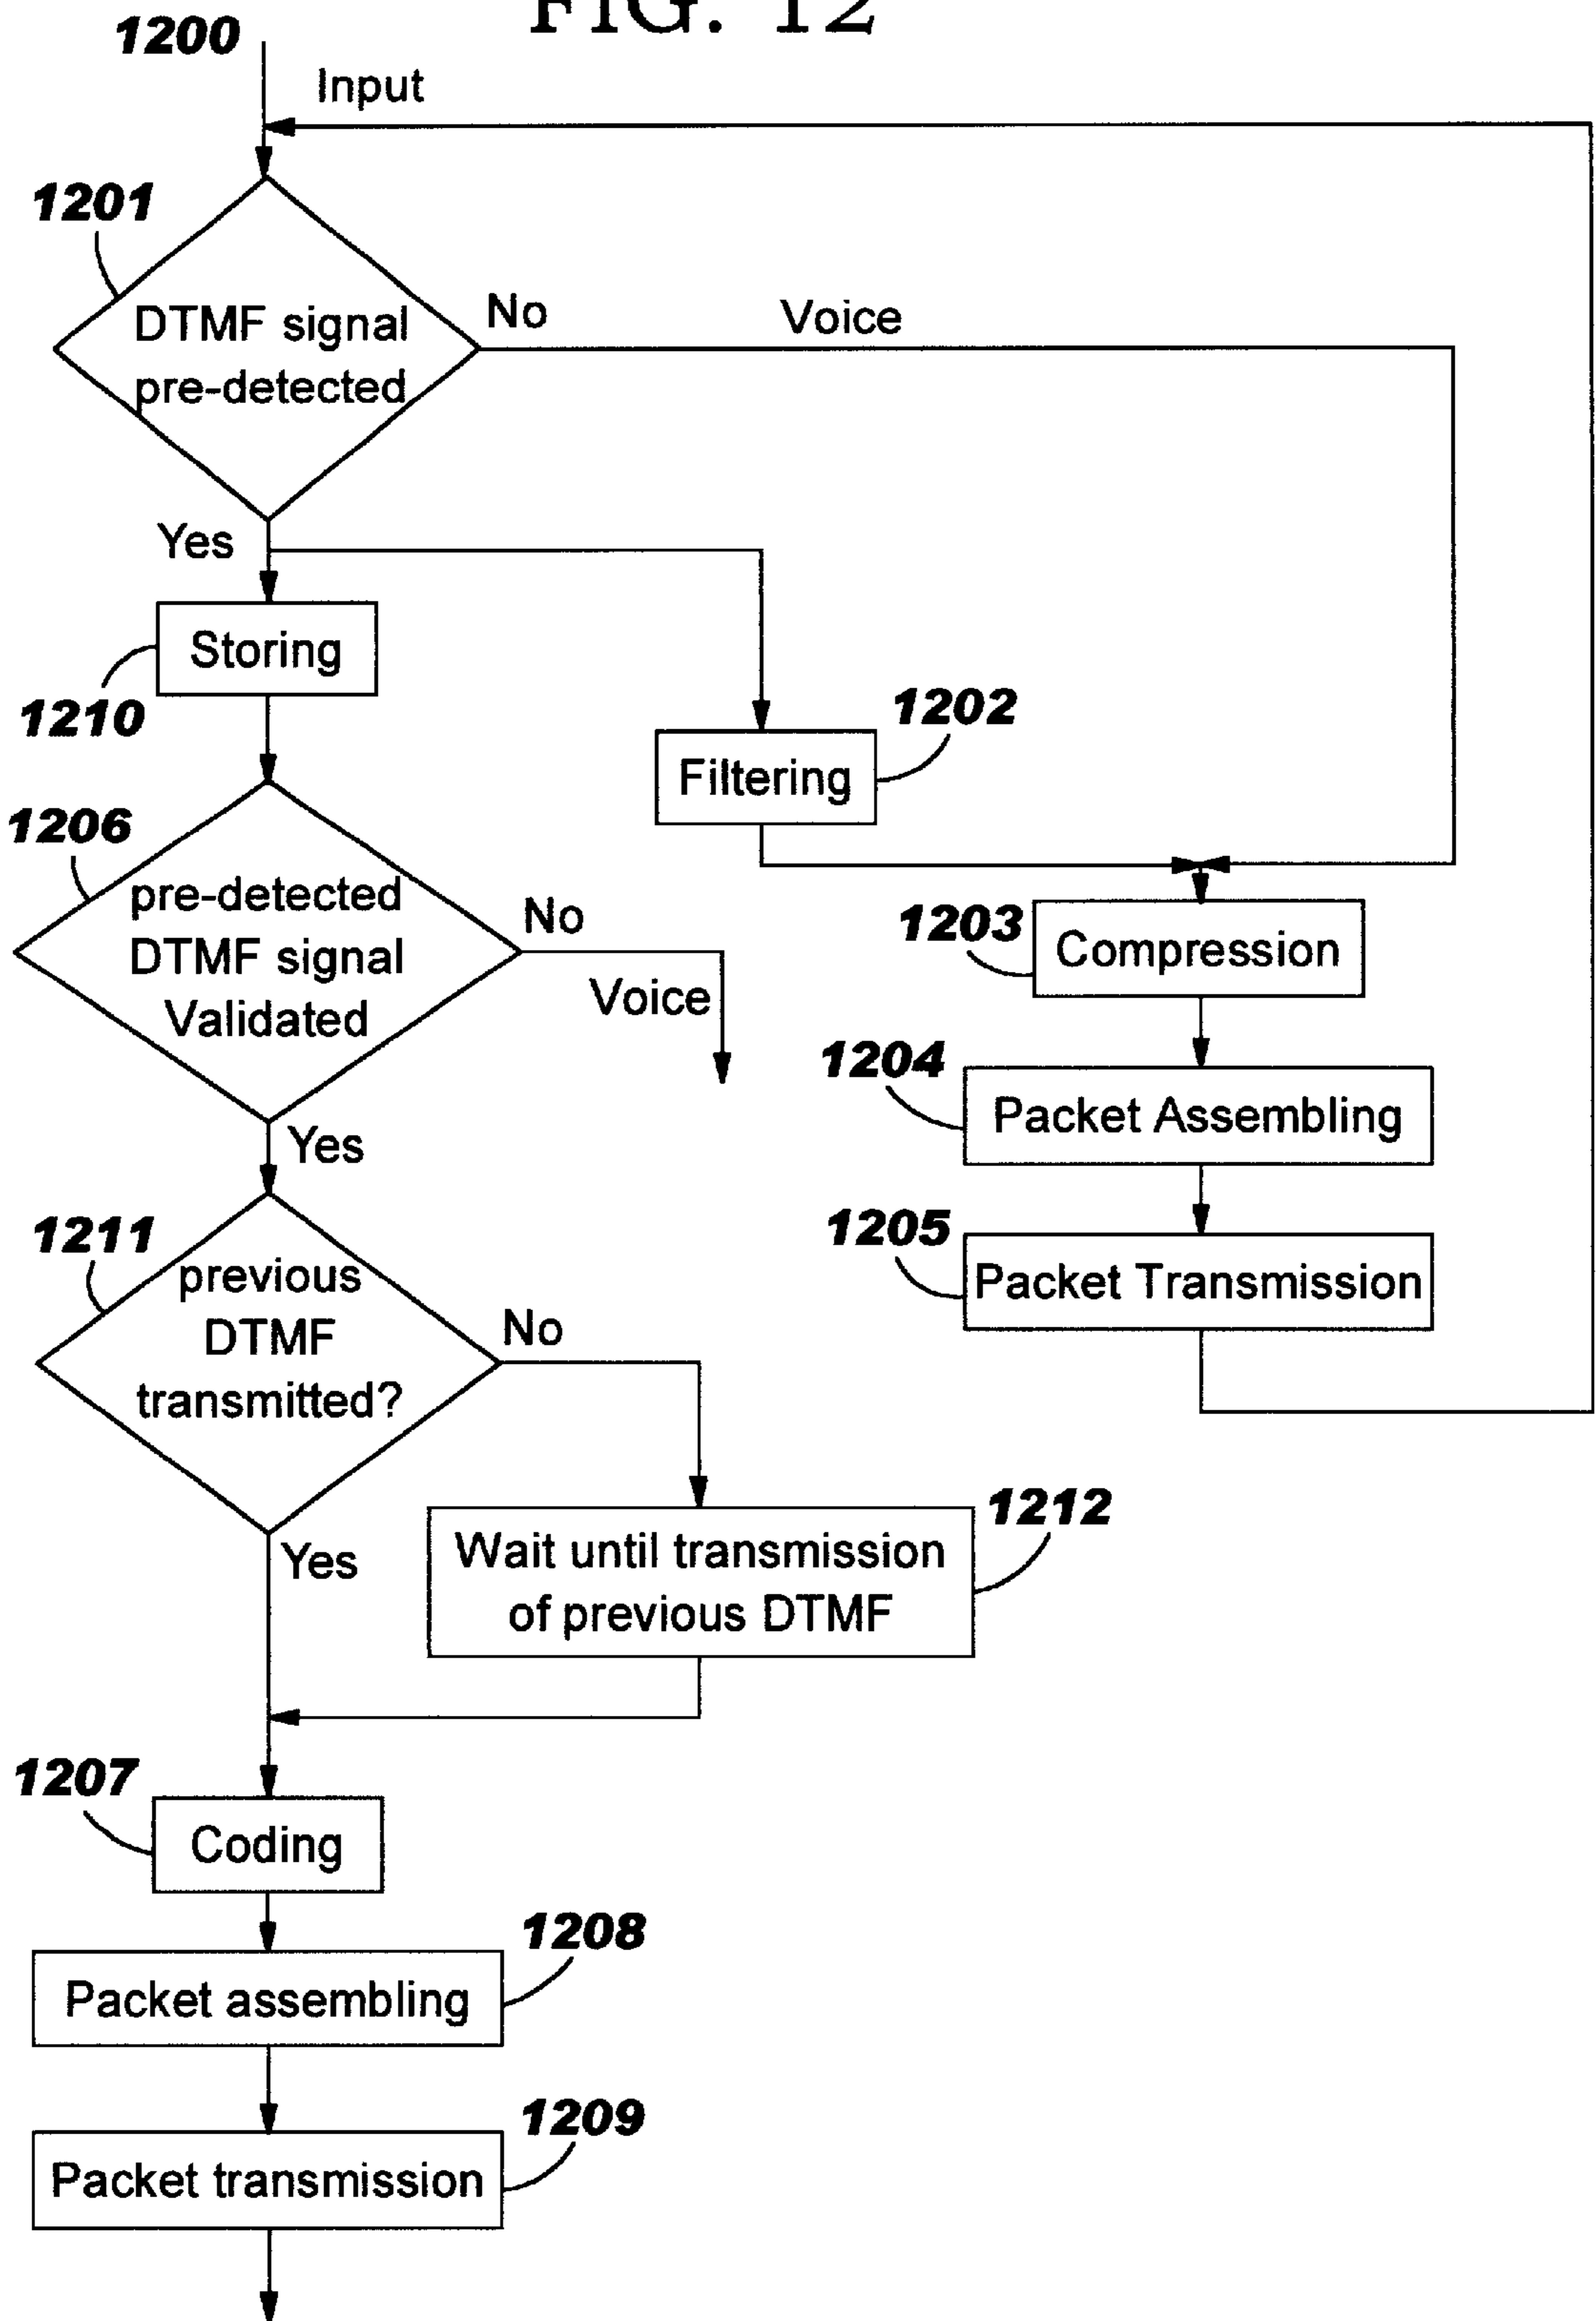 FIG. 12
1200
Input
1201
DTMF signal
pre-detected
No
Voice
Yes
Storing
1210
1202
Filtering
1206
pre-detected
DTMF signal
Validated
No
Voice
1203
Compression
1204
Packet Assembling
Yes
1205
Packet Transmission
1211
previous
DTMF
transmitted?
No
1212
Wait until transmission
of previous DTMF
Yes
1207
Coding
1208
Packet assembling
1209
Packet transmission